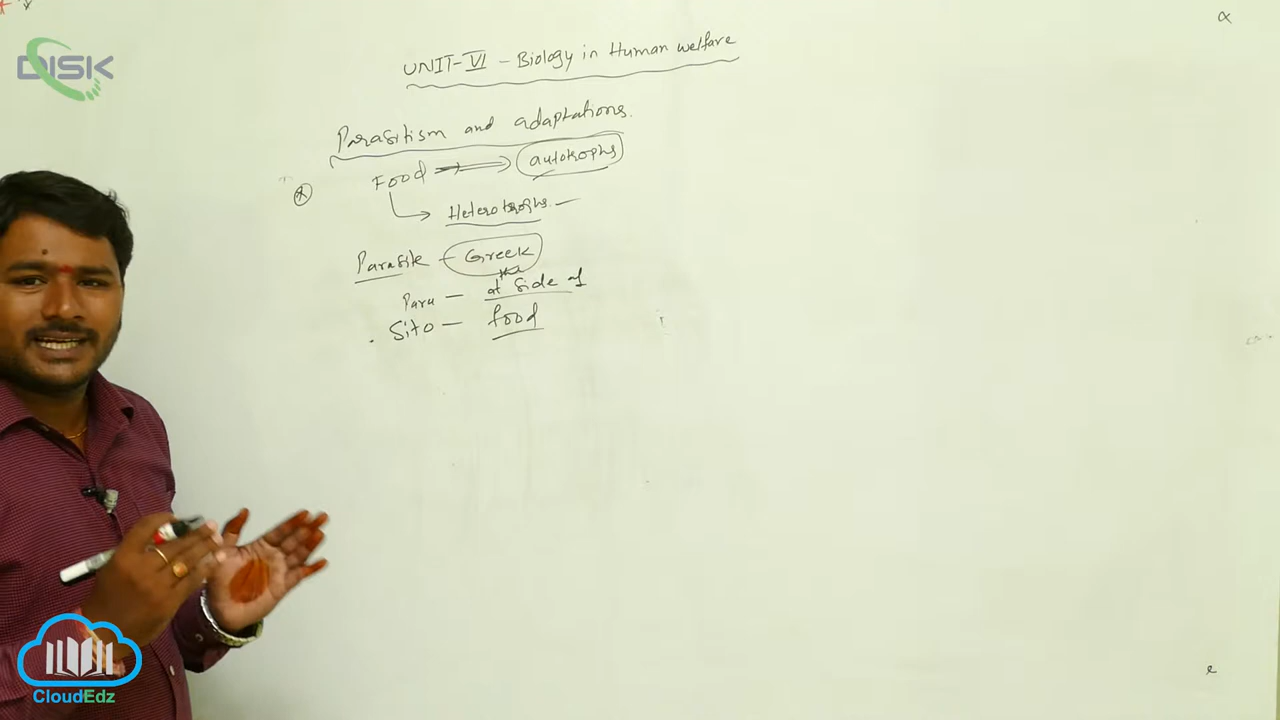 DISK
UNIT-VI - Biology in Human welfare
Parasitism and adaptations.
Food → autotrophs
Heterotrophs. —
Parasite - Greek
Para — at side of
Sito — food
CloudEdz